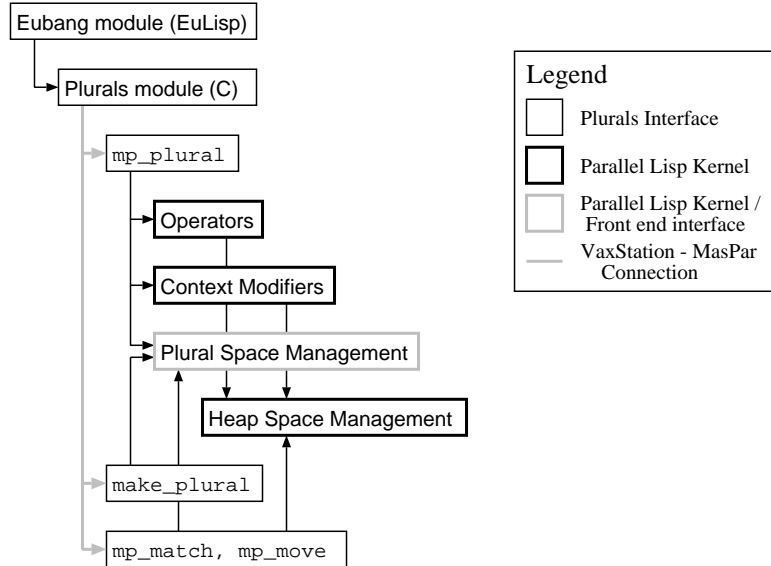 Eubang module (EuLisp)
Plurals module (C)
mp_plural
Operators
Context Modifiers
Plural Space Management
Heap Space Management
make_plural
mp_match, mp_move
Legend
Plurals Interface
Parallel Lisp Kernel
Parallel Lisp Kernel /
Front end interface
VaxStation - MasPar
Connection